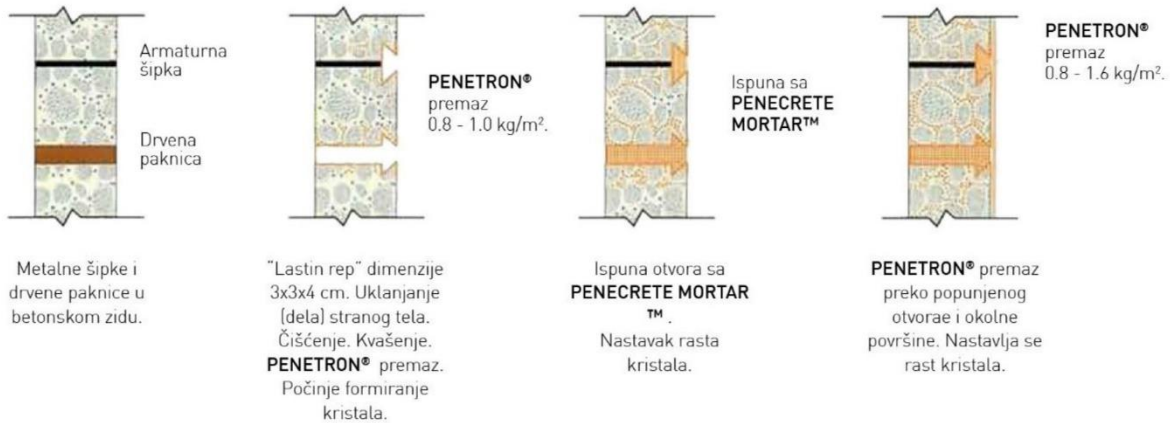 Armaturna
šipka
Drvena
paknica
PENETRON®
premaz
0.8 - 1.0 kg/m².
Ispuna sa
PENECRETE
MORTAR™
PENETRON®
premaz
0.8 - 1.6 kg/m².
Metalne šipke i
drvene paknice u
betonskom zidu.
"Lastin rep" dimenzije
3x3x4 cm. Uklanjanje
(dela) stranog tela.
Čišćenje. Kvašenje.
PENETRON® premaz.
Počinje formiranje
kristala.
Ispuna otvora sa
PENECRETE MORTAR
™ .
Nastavak rasta
kristala.
PENETRON® premaz
preko popunjenog
otvorae i okolne
površine. Nastavlja se
rast kristala.